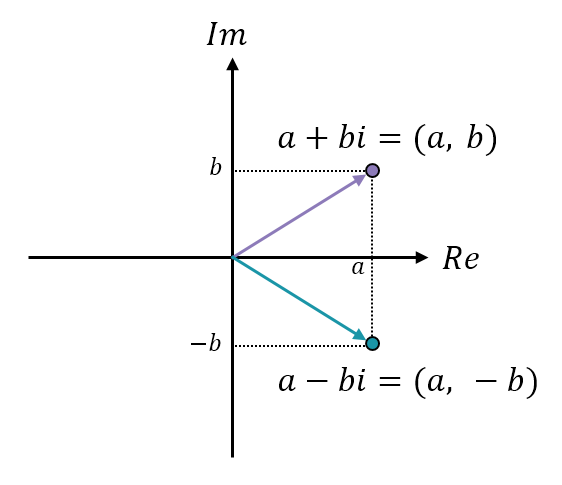 Im
a + bi = (a, b)
b
a
Re
−b
a − bi = (a, −b)